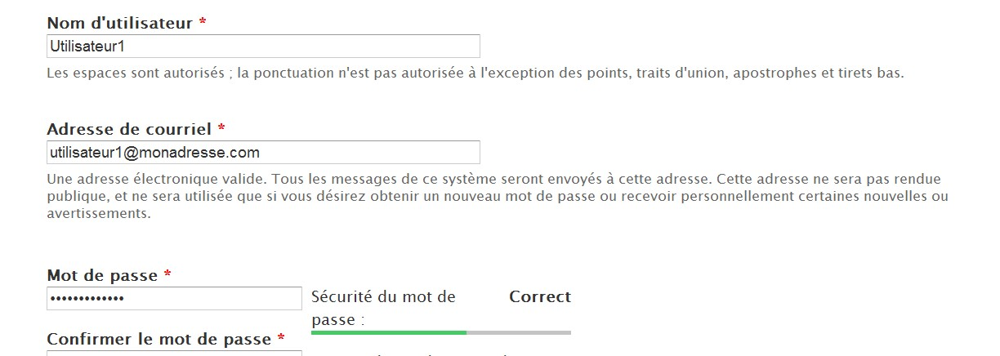 Nom d'utilisateur *
Utilisateur1
Les espaces sont autorisés ; la ponctuation n'est pas autorisée à l'exception des points, traits d'union, apostrophes et tirets bas.
Adresse de courriel *
utilisateur1@monadresse.com
Une adresse électronique valide. Tous les messages de ce système seront envoyés à cette adresse. Cette adresse ne sera pas rendue
publique, et ne sera utilisée que si vous désirez obtenir un nouveau mot de passe ou recevoir personnellement certaines nouvelles ou
avertissements.
Mot de passe *
•••••••••••••
Sécurité du mot de Correct
passe :
Confirmer le mot de passe *